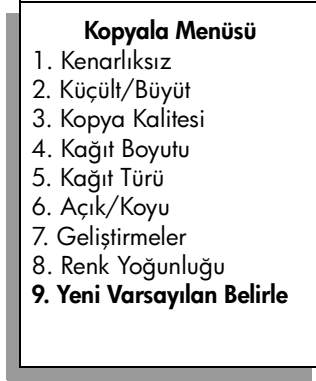 Kopyala Menüsü
1. Kenarlıksız
2. Küçült/Büyüt
3. Kopya Kalitesi
4. Kağıt Boyutu
5. Kağıt Türü
6. Açık/Koyu
7. Geliştirmeler
8. Renk Yoğunluğu
9. Yeni Varsayılan Belirle